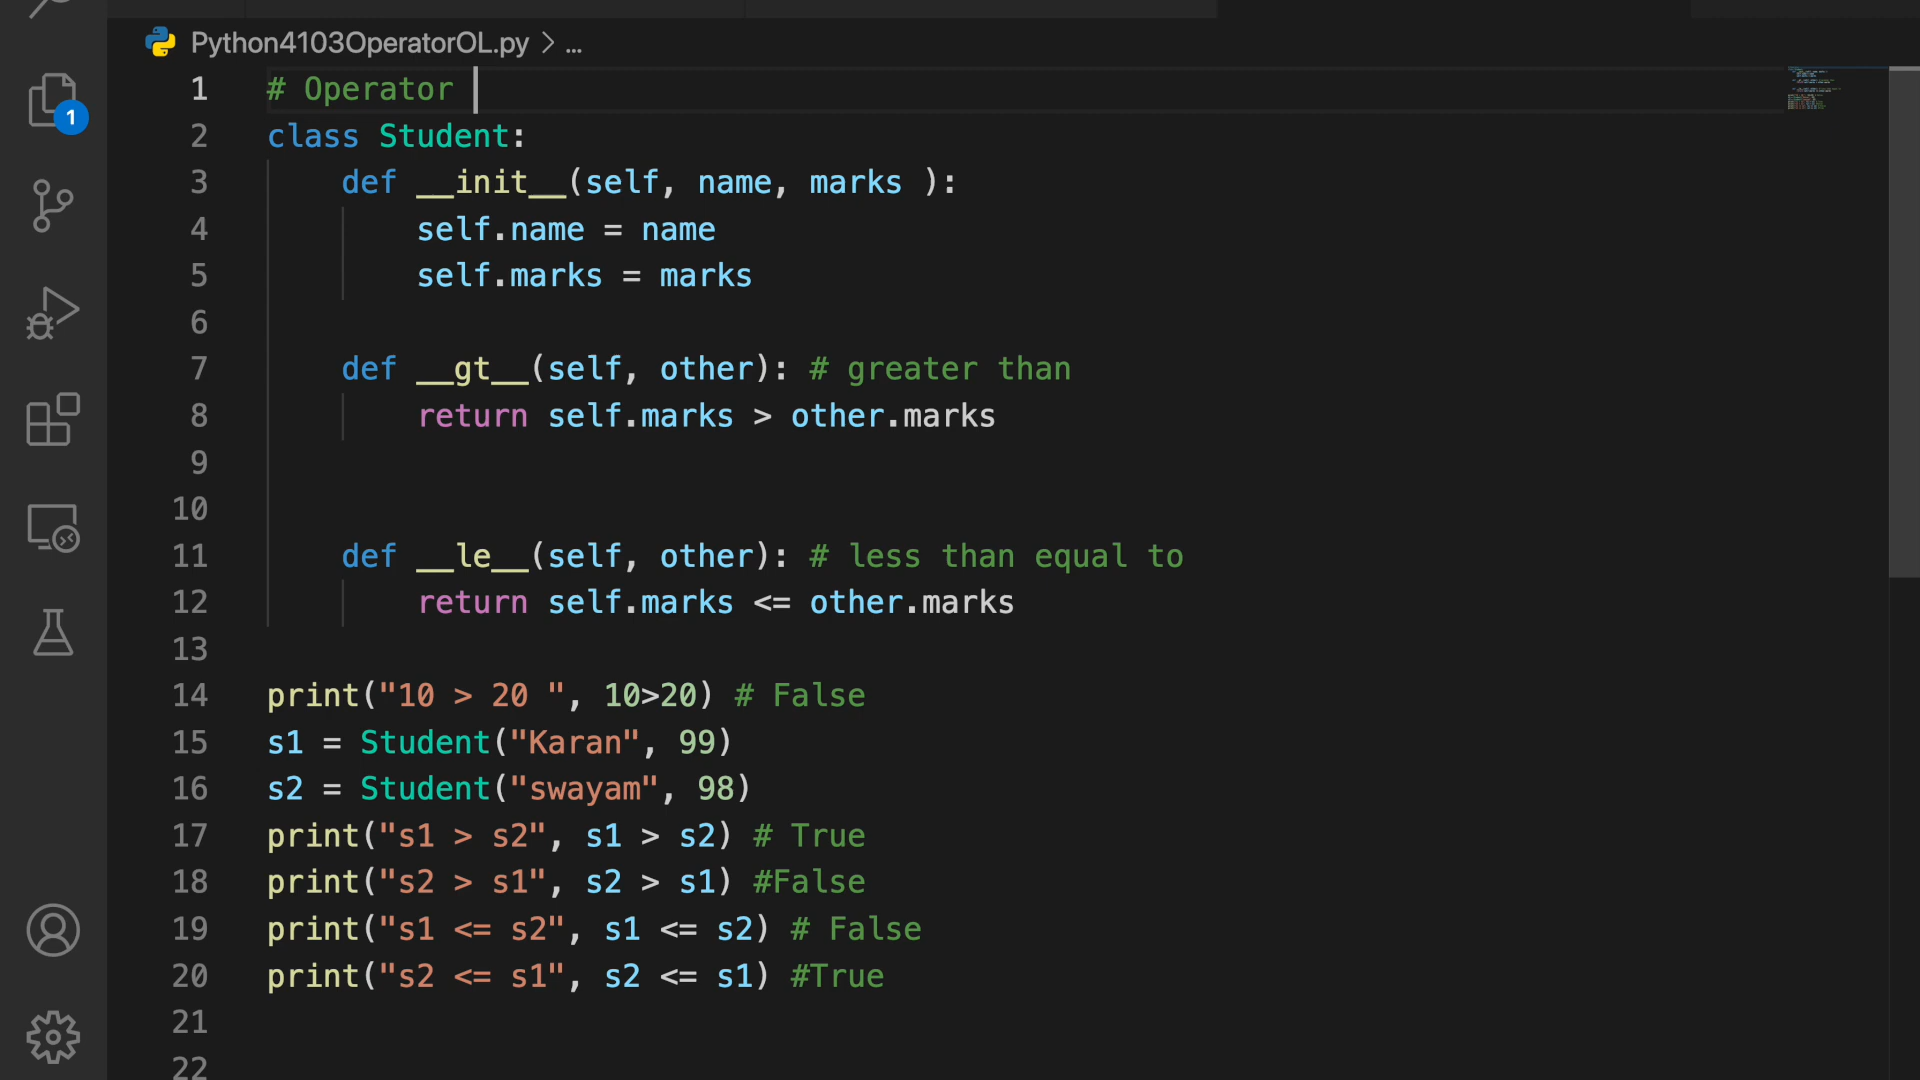 Python4103OperatorOL.py > ...
1 # Operator
1
2 class Student:
3     def __init__(self, name, marks ):
4         self.name = name
5         self.marks = marks
6
7     def __gt__(self, other): # greater than
8         return self.marks > other.marks
9
10
11     def __le__(self, other): # less than equal to
12         return self.marks <= other.marks
13
14 print("10 > 20 ", 10>20) # False
15 s1 = Student("Karan", 99)
16 s2 = Student("swayam", 98)
17 print("s1 > s2", s1 > s2) # True
18 print("s2 > s1", s2 > s1) #False
19 print("s1 <= s2", s1 <= s2) # False
20 print("s2 <= s1", s2 <= s1) #True
21
22